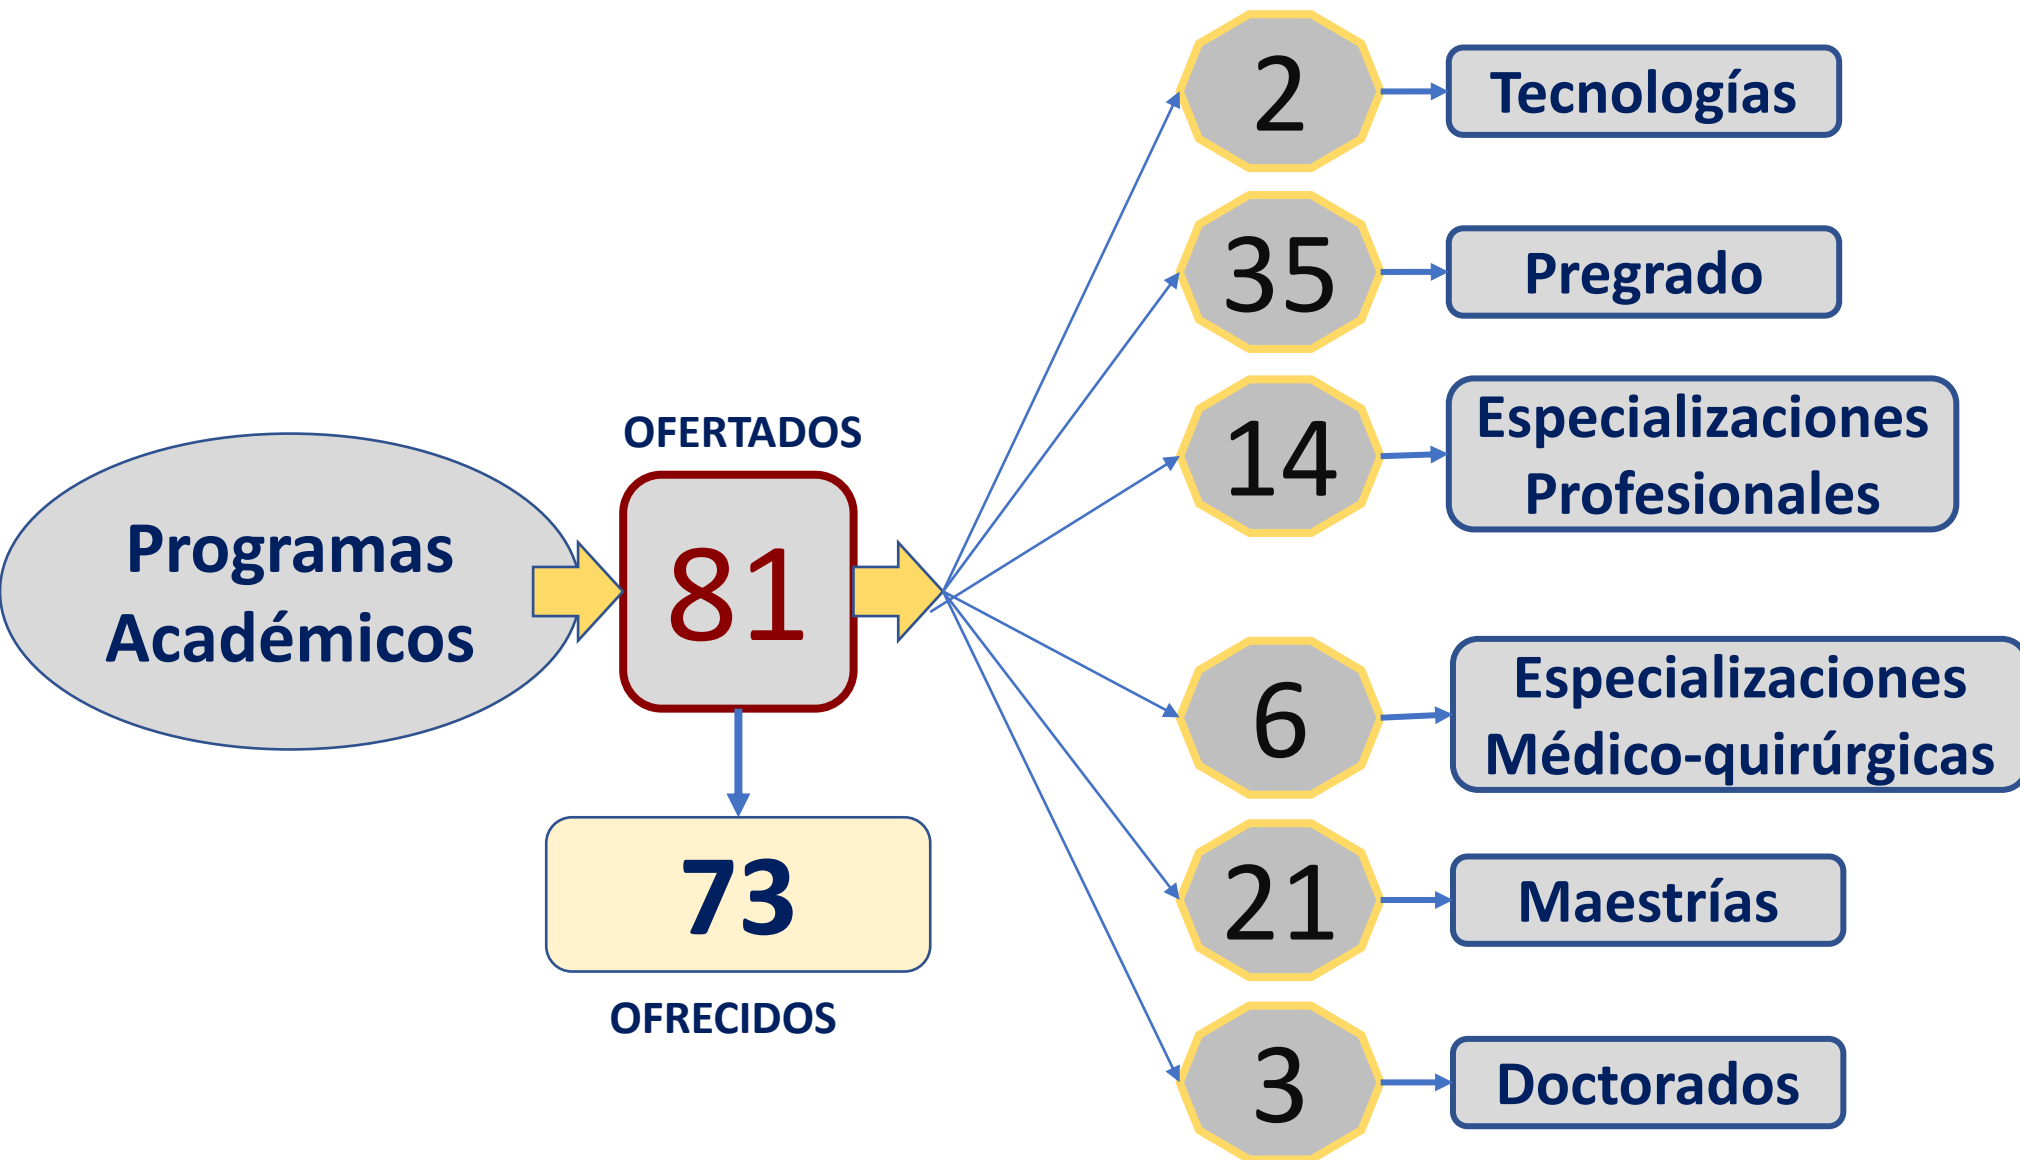 Programas
Académicos
OFERTADOS
81
73
OFRECIDOS
2
Tecnologías
35
Pregrado
14
Especializaciones
Profesionales
6
Especializaciones
Médico-quirúrgicas
21
Maestrías
3
Doctorados